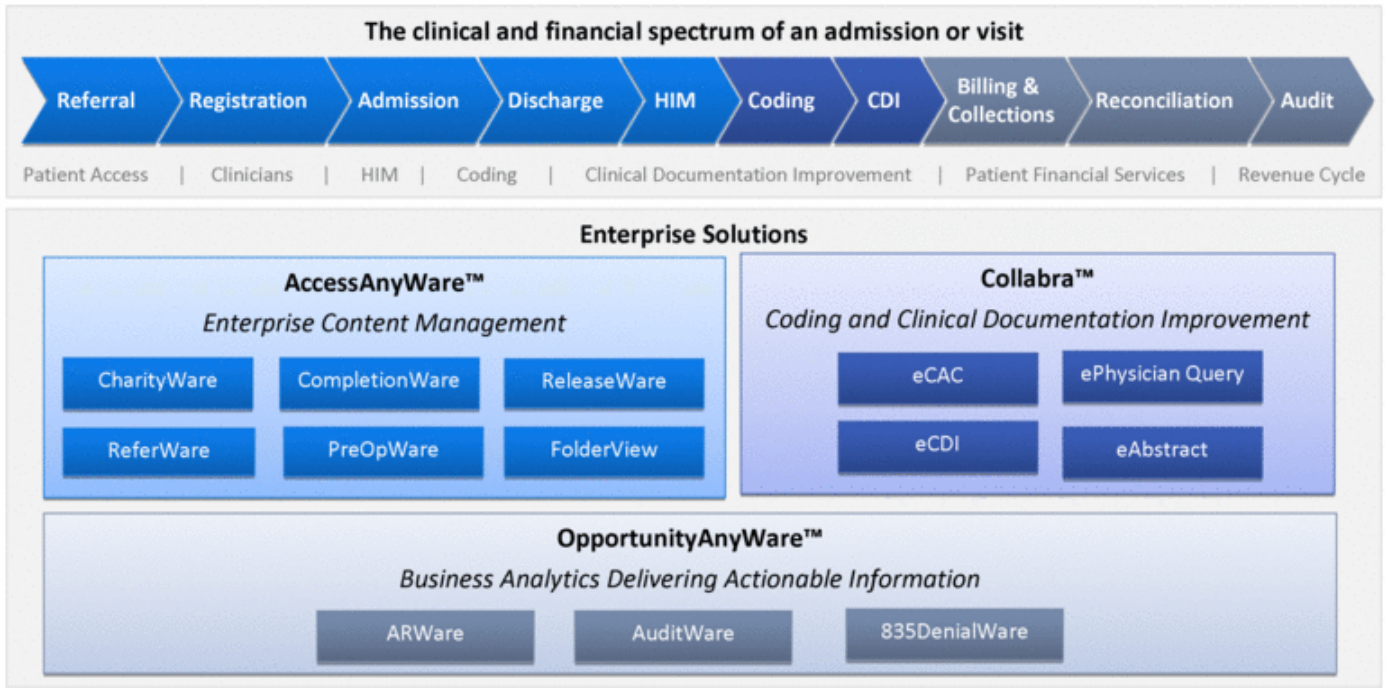 The clinical and financial spectrum of an admission or visit
Referral
Registration
Admission
Discharge
HIM
Coding
CDI
Billing &
Collections
Reconciliation
Audit
Patient Access | Clinicians | HIM | Coding | Clinical Documentation Improvement | Patient Financial Services | Revenue Cycle
Enterprise Solutions
AccessAnyWare™
Enterprise Content Management
CharityWare
CompletionWare
ReleaseWare
ReferWare
PreOpWare
FolderView
Collabra™
Coding and Clinical Documentation Improvement
eCAC
ePhysician Query
eCDI
eAbstract
OpportunityAnyWare™
Business Analytics Delivering Actionable Information
ARWare
AuditWare
835DenialWare